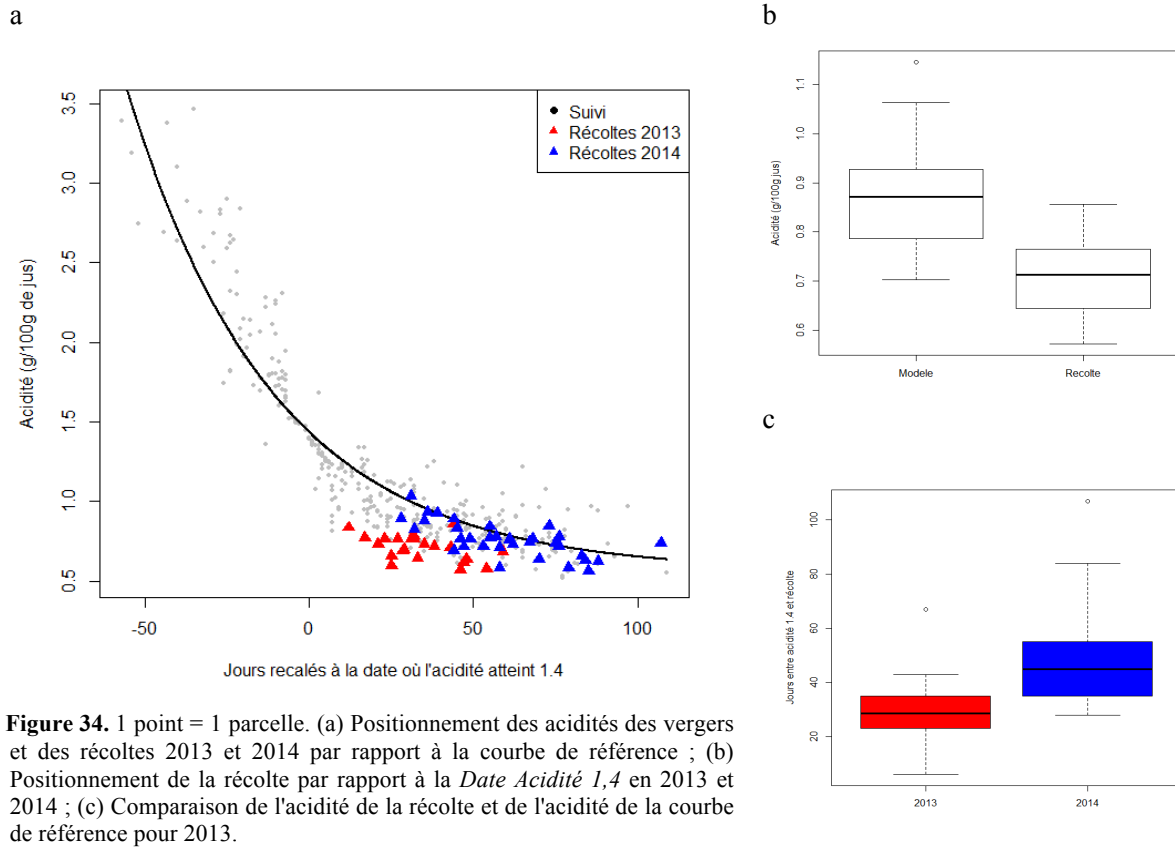 a
3.5
3.0
2.5
2.0
1.5
1.0
0.5
Acidité (g/100g de jus)
Suivi
Récoltes 2013
Récoltes 2014
-50 0 50 100
Jours recalés à la date où l'acidité atteint 1.4
b
1.1
1.0
0.9
0.8
0.7
0.6
Acidité (g/100g jus)
Modele Recolte
c
100
80
60
40
20
Jours entre acidité 1.4 et récolte
2013 2014
Figure 34. 1 point = 1 parcelle. (a) Positionnement des acidités des vergers
et des récoltes 2013 et 2014 par rapport à la courbe de référence ; (b)
Positionnement de la récolte par rapport à la Date Acidité 1,4 en 2013 et
2014 ; (c) Comparaison de l'acidité de la récolte et de l'acidité de la courbe
de référence pour 2013.